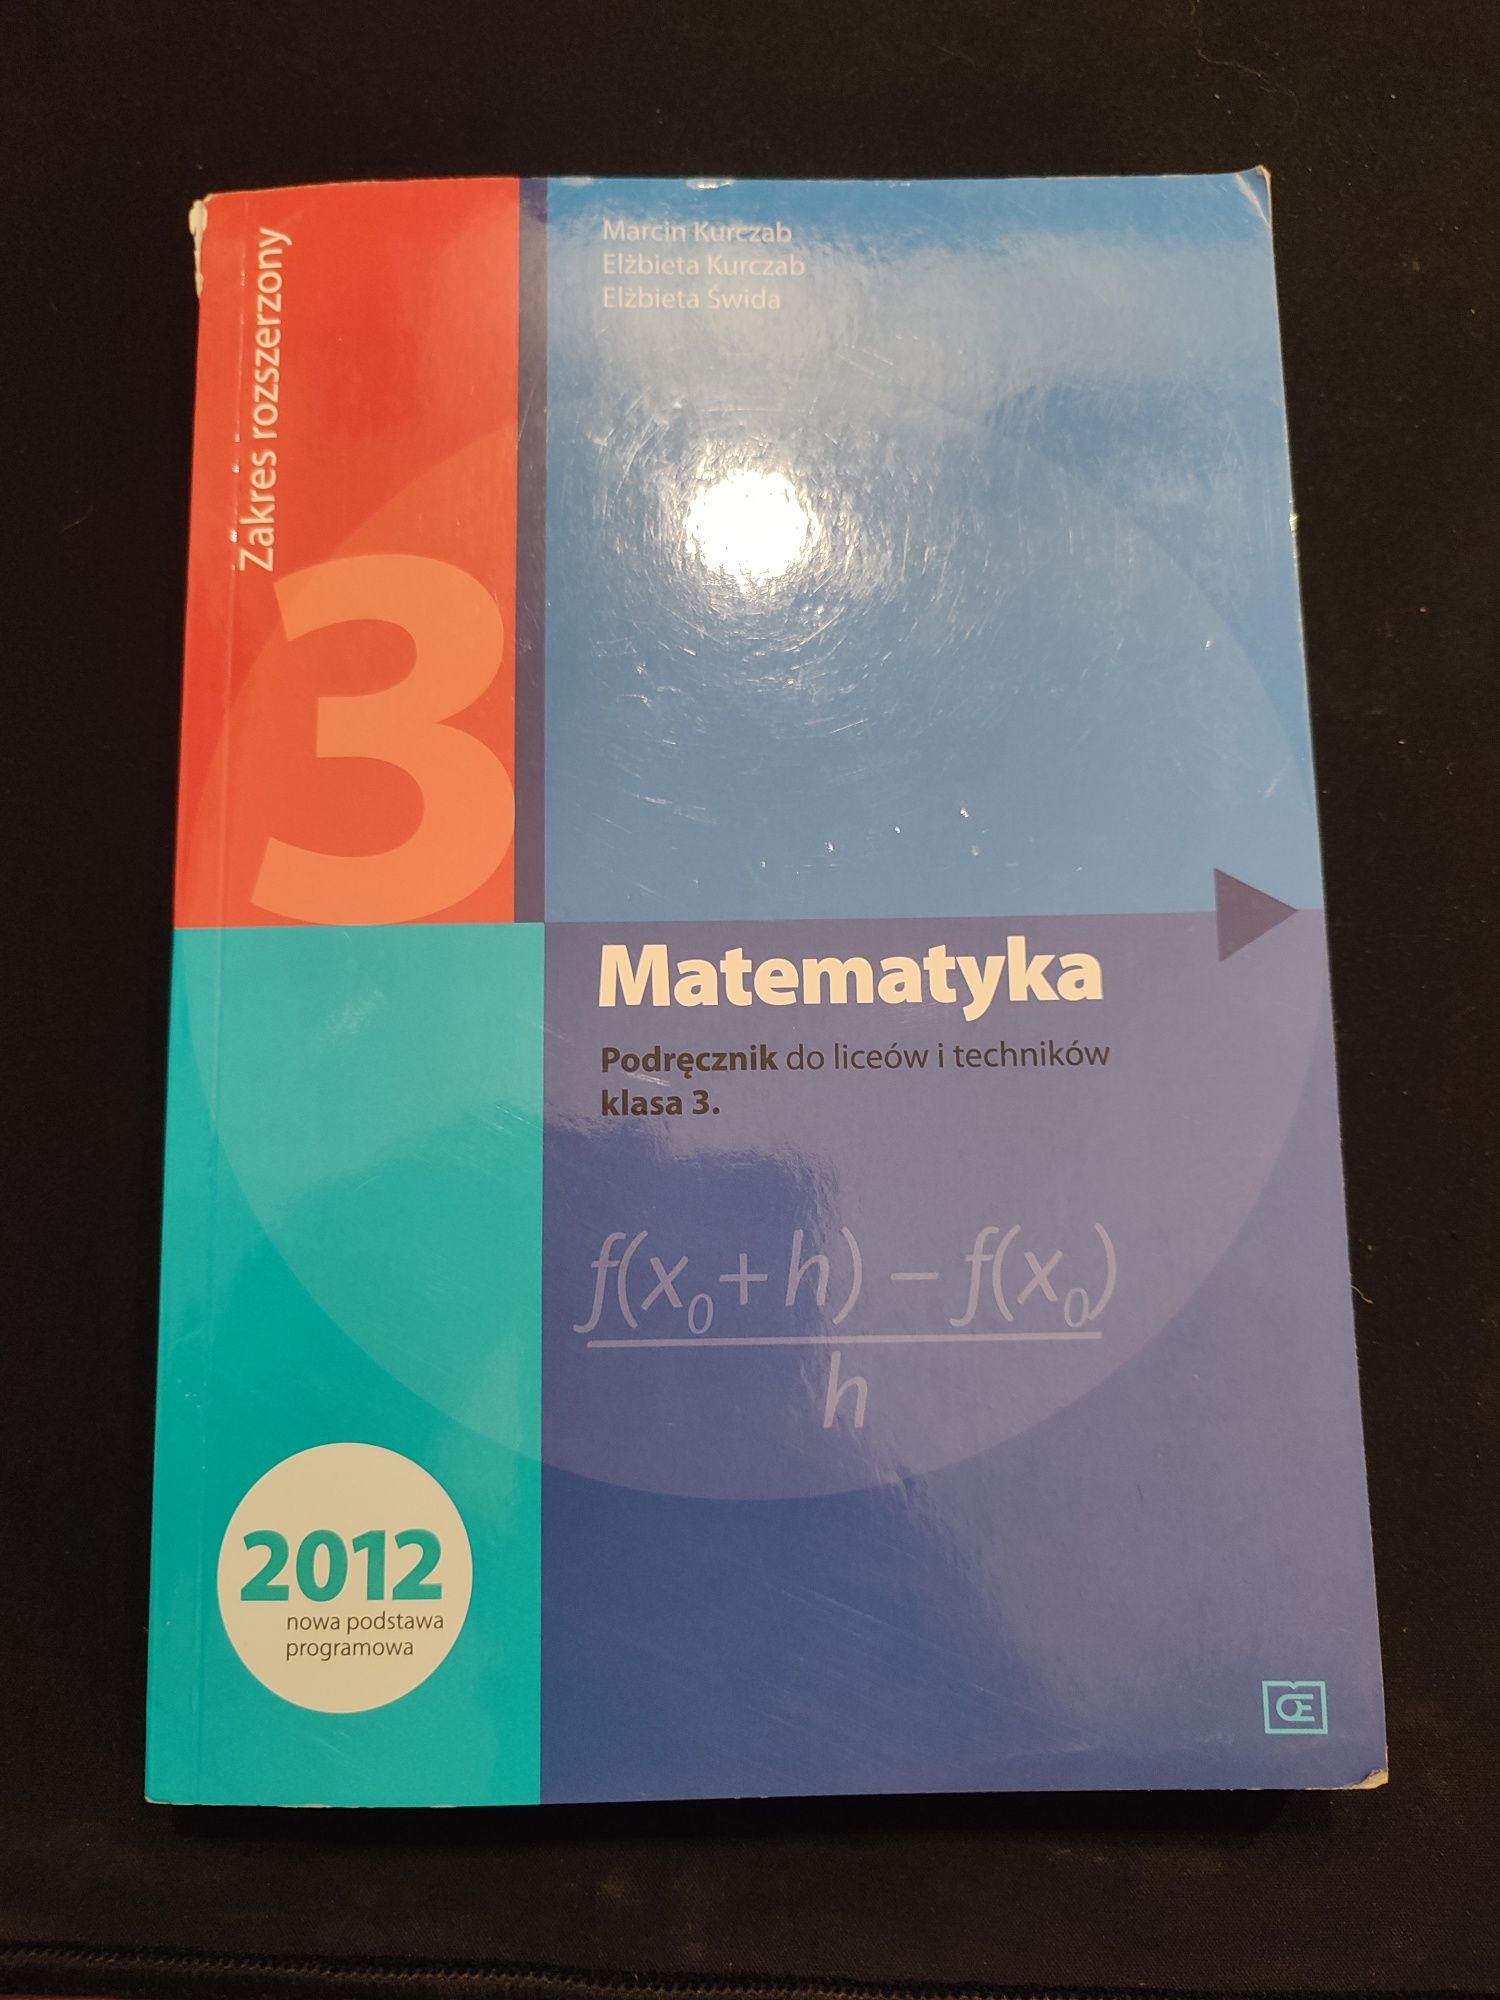 Marcin Kurczab
Elżbieta Kurczab
Elżbieta Świda
Zakres rozszerzony
3
Matematyka
Podręcznik do liceów i techników
klasa 3.
f(x₀+h) – f(x₀)
h
2012
nowa podstawa
programowa
OE